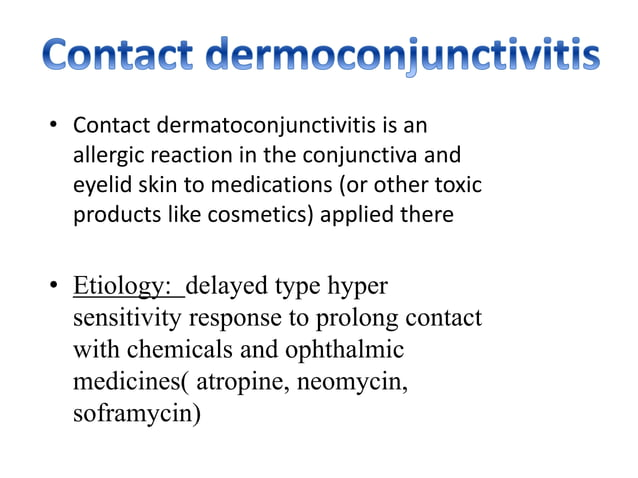 Contact dermoconjunctivitis
• Contact dermatoconjunctivitis is an
allergic reaction in the conjunctiva and
eyelid skin to medications (or other toxic
products like cosmetics) applied there
• Etiology: delayed type hyper
sensitivity response to prolong contact
with chemicals and ophthalmic
medicines( atropine, neomycin,
soframycin)